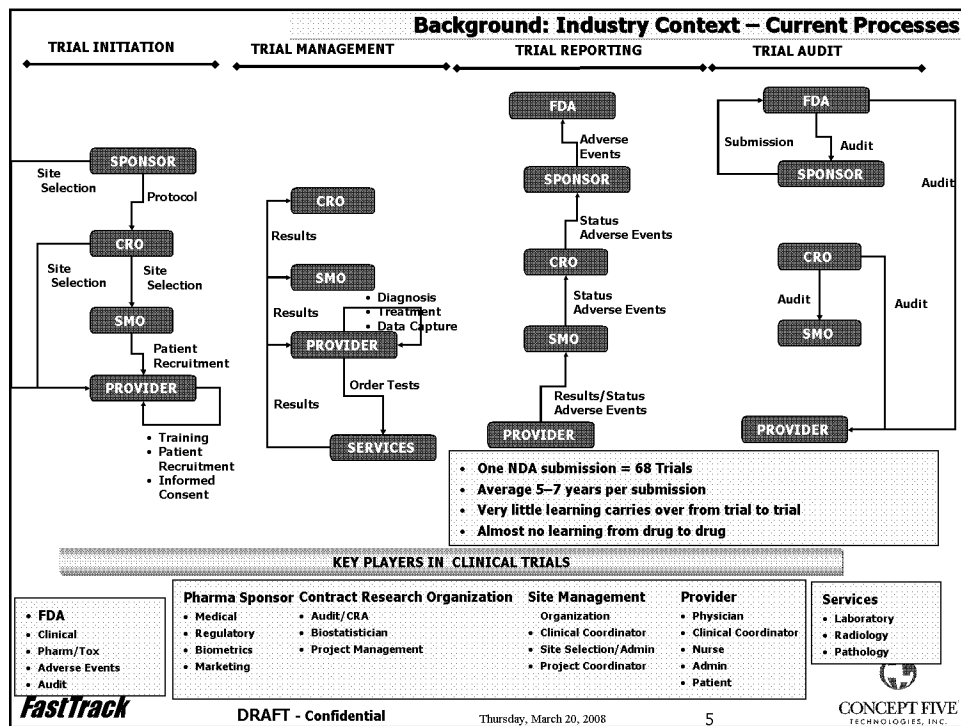 Background: Industry Context – Current Processes
TRIAL INITIATION
SPONSOR
Site
Selection
Protocol
CRO
Site
Selection
Site
Selection
SMO
Patient
Recruitment
PROVIDER
• Training
• Patient
Recruitment
• Informed
Consent
TRIAL MANAGEMENT
CRO
Results
SMO
Results
• Diagnosis
• Treatment
• Data Capture
PROVIDER
Order Tests
Results
SERVICES
TRIAL REPORTING
FDA
Adverse
Events
SPONSOR
Status
Adverse Events
CRO
Status
Adverse Events
SMO
Results/Status
Adverse Events
PROVIDER
TRIAL AUDIT
FDA
Submission
Audit
SPONSOR
Audit
CRO
Audit
Audit
SMO
PROVIDER
• One NDA submission = 68 Trials
• Average 5–7 years per submission
• Very little learning carries over from trial to trial
• Almost no learning from drug to drug
KEY PLAYERS IN CLINICAL TRIALS
• FDA
• Clinical
• Pharm/Tox
• Adverse Events
• Audit
Pharma Sponsor
• Medical
• Regulatory
• Biometrics
• Marketing
Contract Research Organization
• Audit/CRA
• Biostatistician
• Project Management
Site Management
Organization
• Clinical Coordinator
• Site Selection/Admin
• Project Coordinator
Provider
• Physician
• Clinical Coordinator
• Nurse
• Admin
• Patient
Services
• Laboratory
• Radiology
• Pathology
FastTrack
DRAFT - Confidential
Thursday, March 20, 2008
5
CONCEPT FIVE
TECHNOLOGIES, INC.